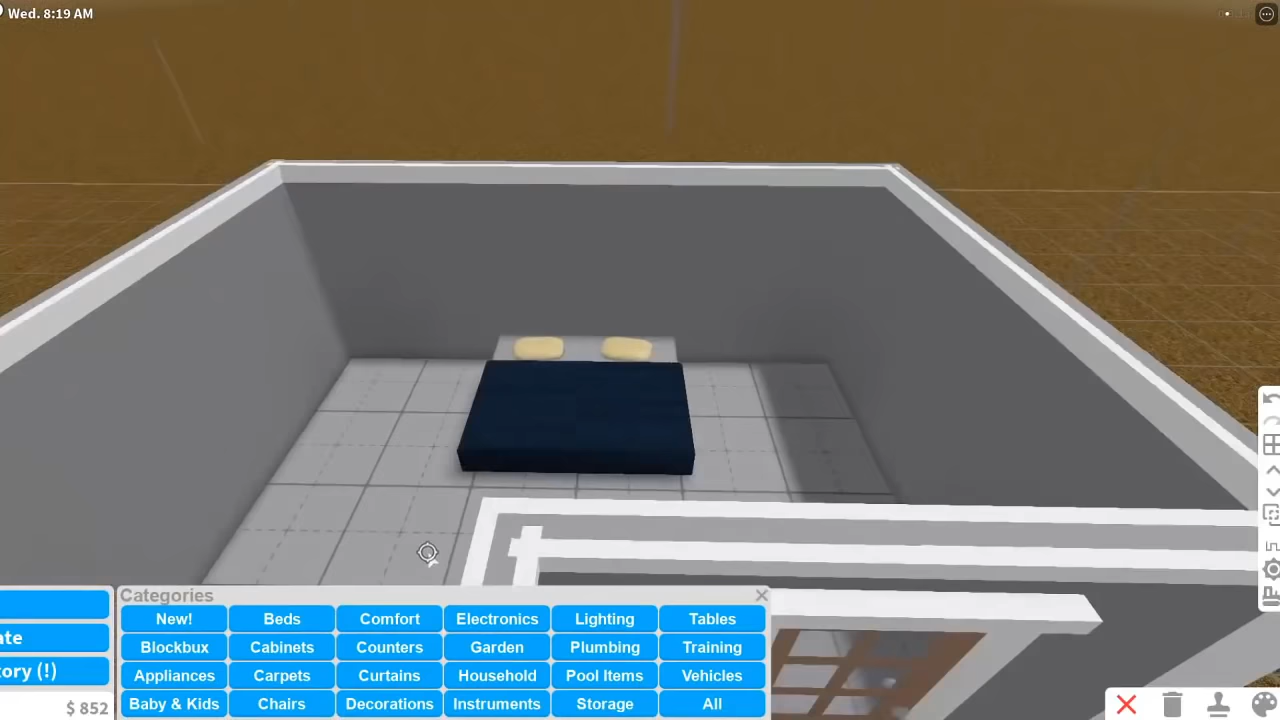 Wed. 8:19 AM
Categories
New! Beds Comfort Electronics Lighting Tables
Blockbux Cabinets Counters Garden Plumbing Training
ate
Appliances Carpets Curtains Household Pool Items Vehicles
ory (!)
Baby & Kids Chairs Decorations Instruments Storage All
$ 852